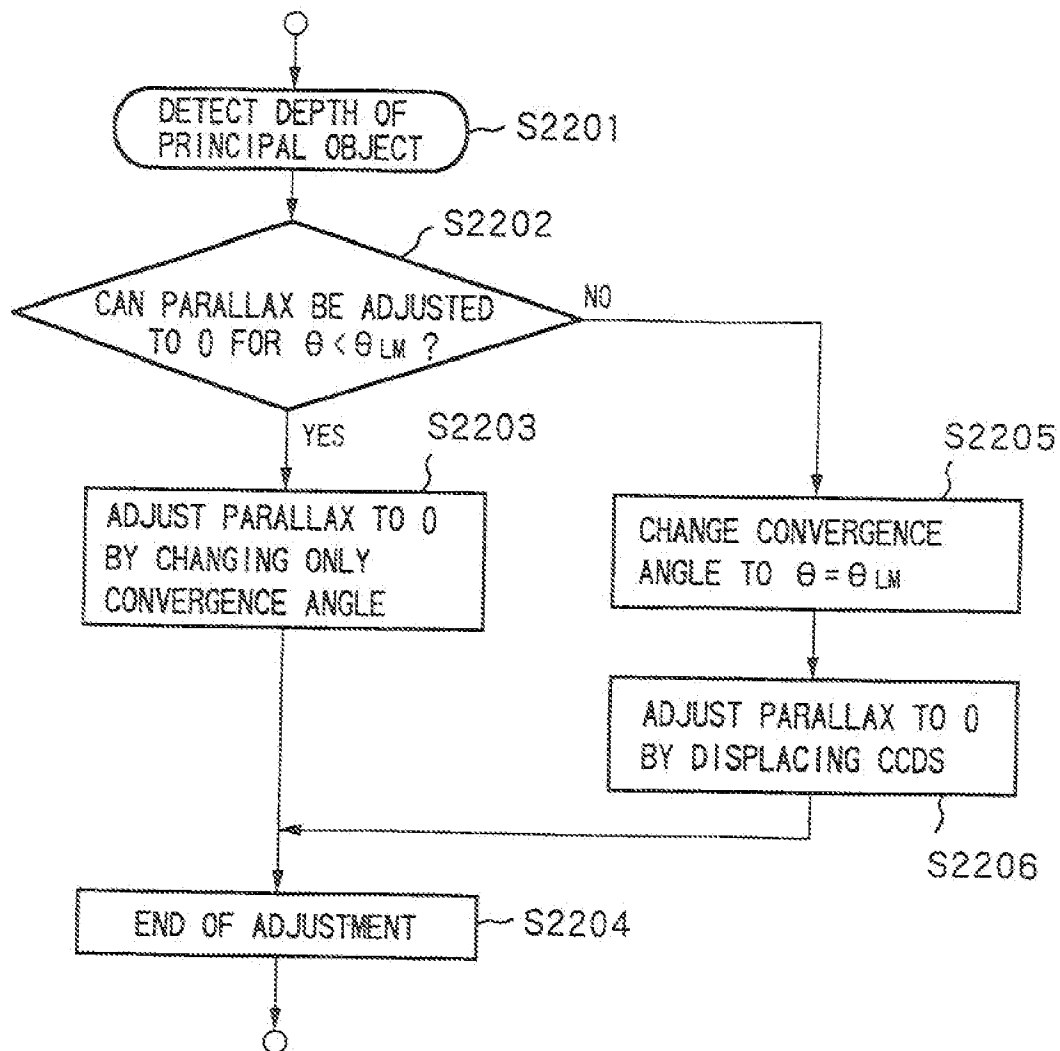 DETECT DEPTH OF
PRINCIPAL OBJECT
S2201
S2202
CAN PARALLAX BE ADJUSTED
TO 0 FOR θ < θLM ?
NO
YES
S2203
ADJUST PARALLAX TO 0
BY CHANGING ONLY
CONVERGENCE ANGLE
S2205
CHANGE CONVERGENCE
ANGLE TO θ = θLM
ADJUST PARALLAX TO 0
BY DISPLACING CCDS
S2206
END OF ADJUSTMENT
S2204